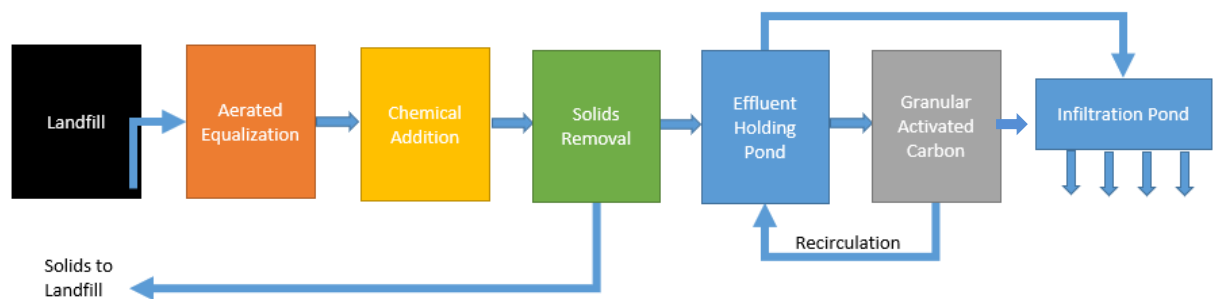 Landfill
Aerated
Equalization
Chemical
Addition
Solids
Removal
Effluent
Holding
Pond
Granular
Activated
Carbon
Infiltration Pond
Recirculation
Solids to
Landfill